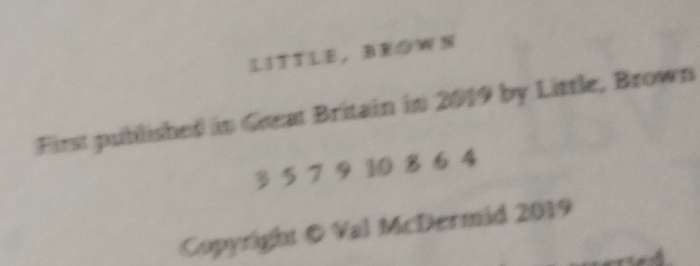 LITTLE, BROWN
First published in Great Britain in 2019 by Little, Brown
3 5 7 9 10 8 6 4
Copyright © Val McDermid 2019
reserved.